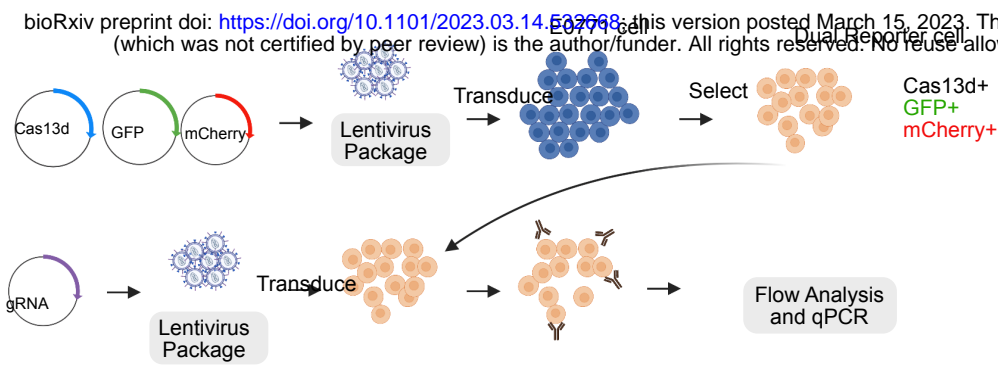 bioRxiv preprint doi: https://doi.org/10.1101/2023.03.14.532668; this version posted March 15, 2023. Th
(which was not certified by peer review) is the author/funder. All rights reserved. No reuse allow
E0771 cell
Dual Reporter cell
Cas13d
GFP
mCherry
Lentivirus
Package
Transduce
Select
Cas13d+
GFP+
mCherry+
gRNA
Lentivirus
Package
Transduce
Flow Analysis
and qPCR